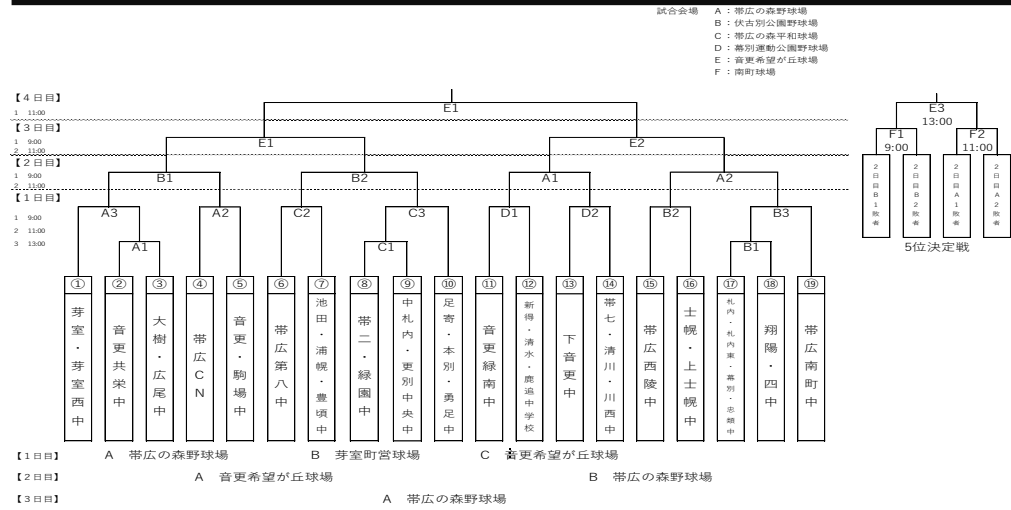 試合会場 A：帯広の森野球場
B：伏古別公園野球場
C：帯広の森平和球場
D：幕別運動公園野球場
E：音更希望が丘球場
F：南町球場
【4日目】
1 11:00
E1
E3
13:00
【3日目】
1 9:00
2 11:00
E1
E2
F1
9:00
F2
11:00
【2日目】
1 9:00
2 11:00
B1
B2
A1
A2
2日目B1敗者
2日目B2敗者
2日目A1敗者
2日目A2敗者
5位決定戦
【1日目】
1 9:00
2 11:00
3 13:00
A3
A2
C2
C3
D1
D2
B2
B3
A1
C1
B1
① 芽室・芽室西中
② 音更共栄中
③ 大樹・広尾中
④ 帯広CN
⑤ 音更・駒場中
⑥ 帯広第八中
⑦ 池田・浦幌・豊頃中
⑧ 帯二・緑園中
⑨ 中札内・更別中央中
⑩ 足寄・本別・勇足中
⑪ 音更緑南中
⑫ 新得・清水・鹿追中学校
⑬ 下音更中
⑭ 帯七・清川・川西中
⑮ 帯広西陵中
⑯ 士幌・上士幌中
⑰ 札内・札内東・幕別・忠類中
⑱ 翔陽・四中
⑲ 帯広南町中
【1日目】 A 帯広の森野球場 B 芽室町営球場 C 音更希望が丘球場
【2日目】 A 音更希望が丘球場 B 帯広の森野球場
【3日目】 A 帯広の森野球場